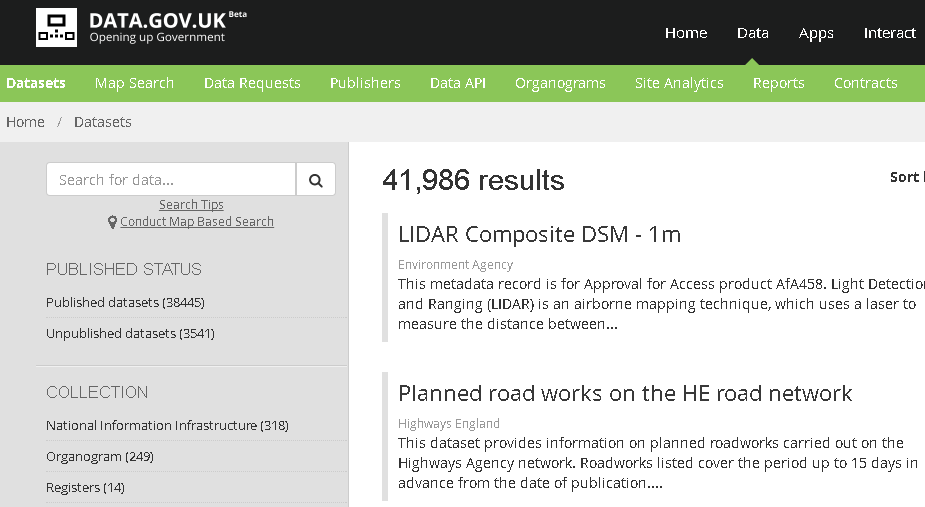 DATA.GOV.UK Beta
Opening up Government
Home Data Apps Interact
Datasets Map Search Data Requests Publishers Data API Organograms Site Analytics Reports Contracts
Home / Datasets
Search for data...
Search Tips
Conduct Map Based Search
PUBLISHED STATUS
Published datasets (38445)
Unpublished datasets (3541)
COLLECTION
National Information Infrastructure (318)
Organogram (249)
Registers (14)
41,986 results
Sort
LIDAR Composite DSM - 1m
Environment Agency
This metadata record is for Approval for Access product AfA458. Light Detection
and Ranging (LIDAR) is an airborne mapping technique, which uses a laser to
measure the distance between...
Planned road works on the HE road network
Highways England
This dataset provides information on planned roadworks carried out on the
Highways Agency network. Roadworks listed cover the period up to 15 days in
advance from the date of publication....